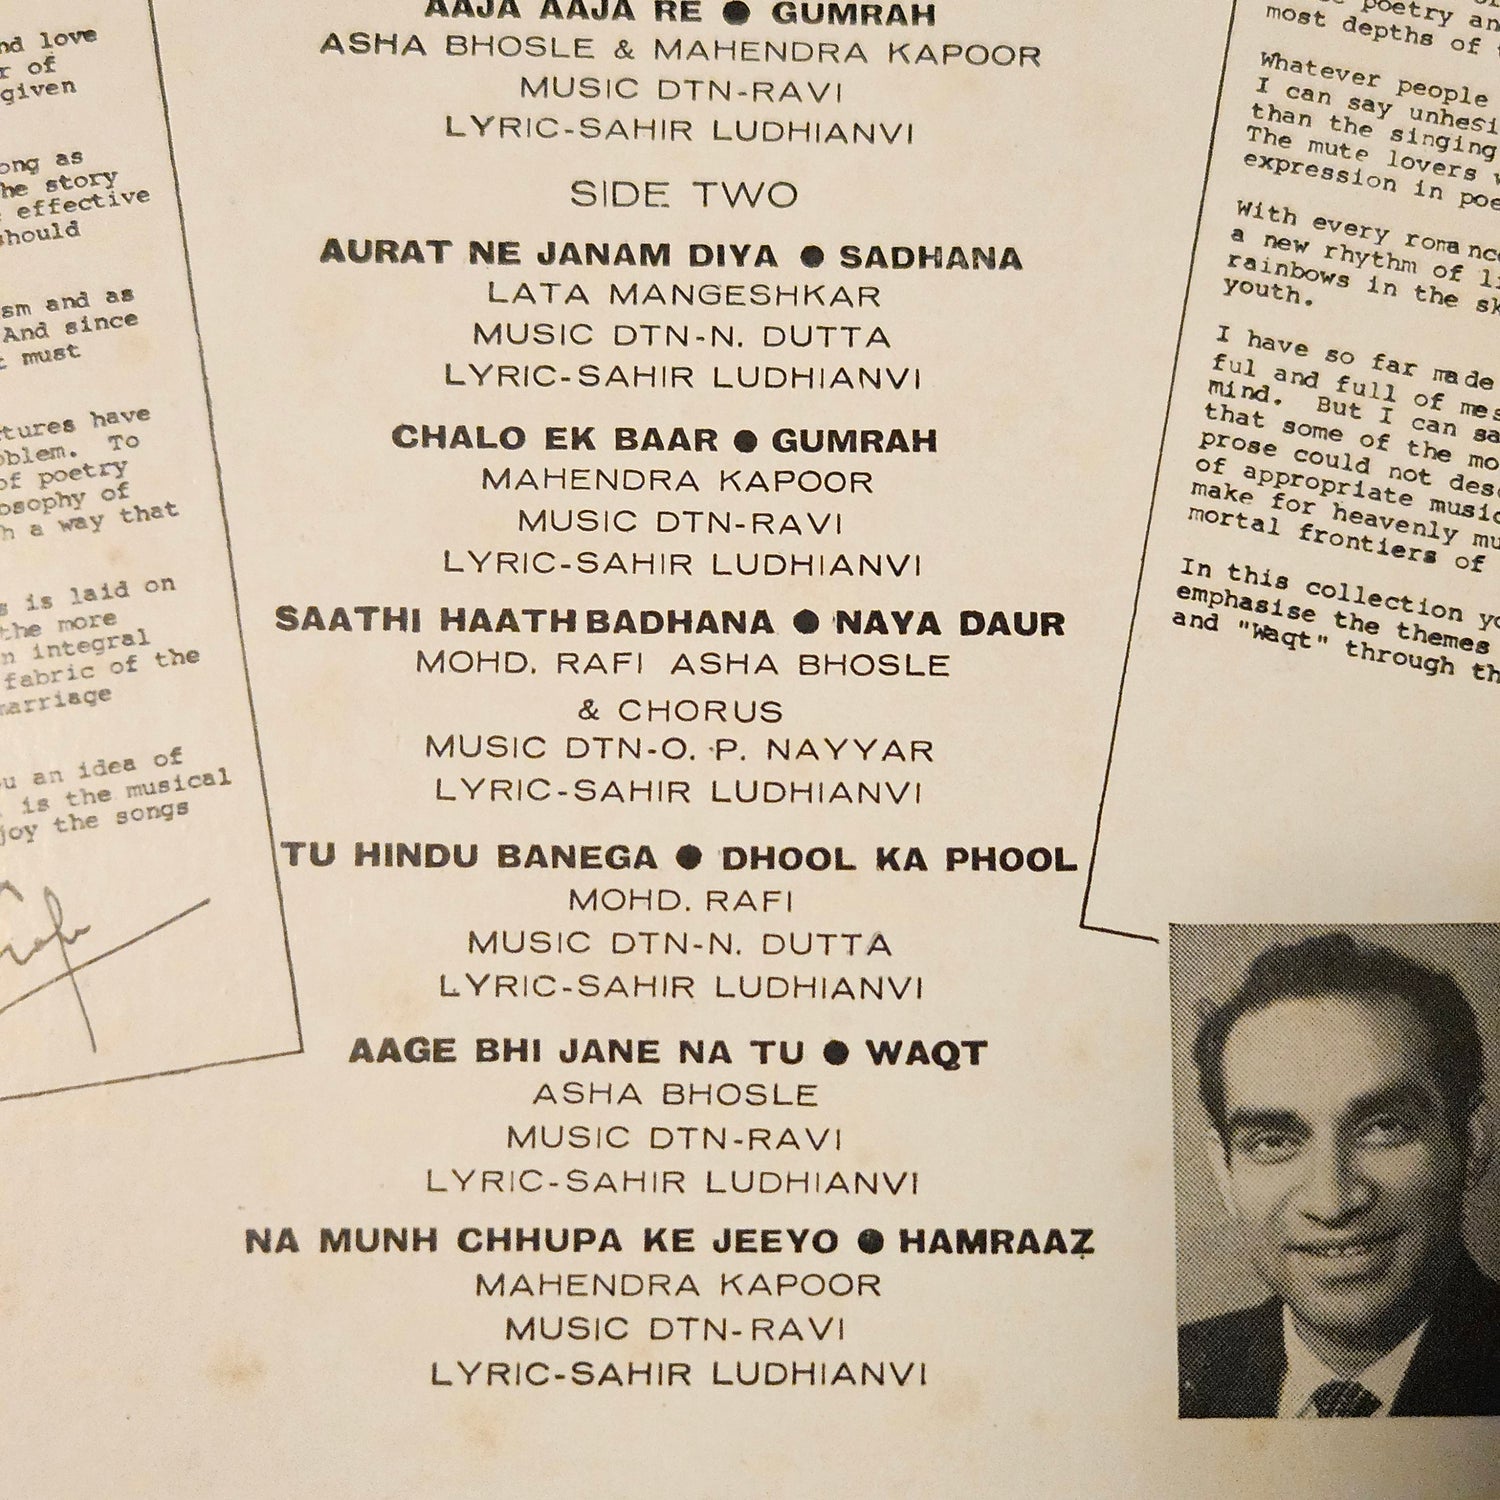 nd love
r of
given
ong as
he story
effective
should
sm and as
And since
must
tures have
oblem. To
of poetry
osophy of
h a way that
s is laid on
the more
n integral
fabric of the
marriage
u an idea of
is the musical
joy the songs
AAJA AAJA RE ● GUMRAH
ASHA BHOSLE & MAHENDRA KAPOOR
MUSIC DTN-RAVI
LYRIC-SAHIR LUDHIANVI
SIDE TWO
AURAT NE JANAM DIYA ● SADHANA
LATA MANGESHKAR
MUSIC DTN-N. DUTTA
LYRIC-SAHIR LUDHIANVI
CHALO EK BAAR ● GUMRAH
MAHENDRA KAPOOR
MUSIC DTN-RAVI
LYRIC-SAHIR LUDHIANVI
SAATHI HAATH BADHANA ● NAYA DAUR
MOHD. RAFI ASHA BHOSLE
& CHORUS
MUSIC DTN-O. P. NAYYAR
LYRIC-SAHIR LUDHIANVI
TU HINDU BANEGA ● DHOOL KA PHOOL
MOHD. RAFI
MUSIC DTN-N. DUTTA
LYRIC-SAHIR LUDHIANVI
AAGE BHI JANE NA TU ● WAQT
ASHA BHOSLE
MUSIC DTN-RAVI
LYRIC-SAHIR LUDHIANVI
NA MUNH CHHUPA KE JEEYO ● HAMRAAZ
MAHENDRA KAPOOR
MUSIC DTN-RAVI
LYRIC-SAHIR LUDHIANVI
poetry an
most depths of
Whatever people
I can say unhesi
than the singing
The mute lovers w
expression in poe
With every romance
a new rhythm of li
rainbows in the sk
youth.
I have so far made
ful and full of mes
mind. But I can sa
that some of the mo
prose could not desc
of appropriate music
make for heavenly mu
mortal frontiers of
In this collection yo
emphasise the themes
and "Waqt" through th